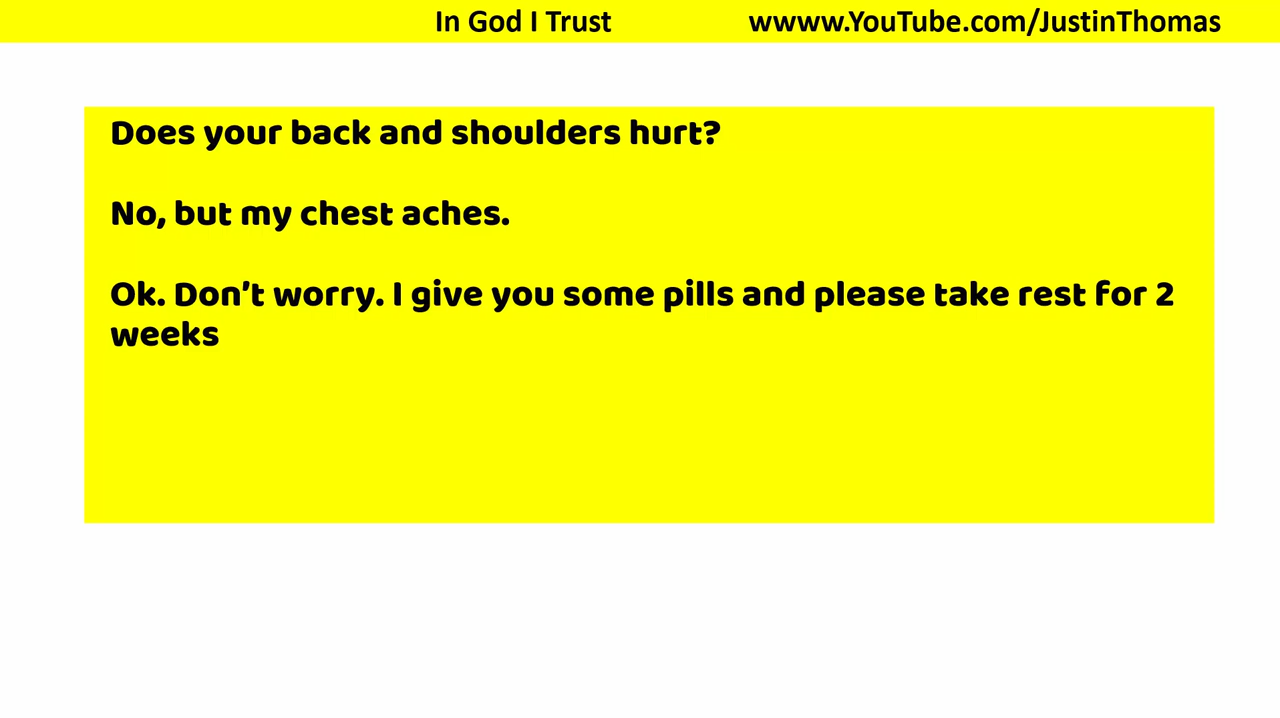 In God I Trust
wwww.YouTube.com/JustinThomas
Does your back and shoulders hurt?
No, but my chest aches.
Ok. Don’t worry. I give you some pills and please take rest for 2
weeks